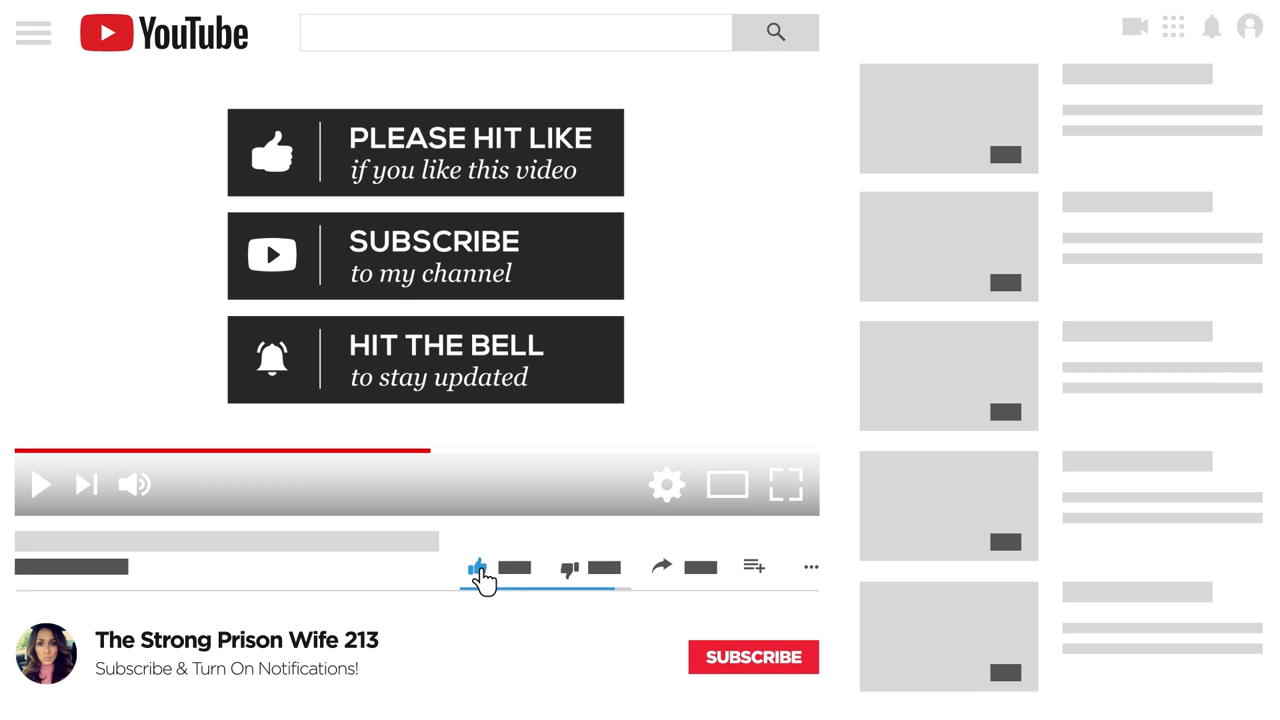 YouTube
PLEASE HIT LIKE
if you like this video
SUBSCRIBE
to my channel
HIT THE BELL
to stay updated
The Strong Prison Wife 213
Subscribe & Turn On Notifications!
SUBSCRIBE